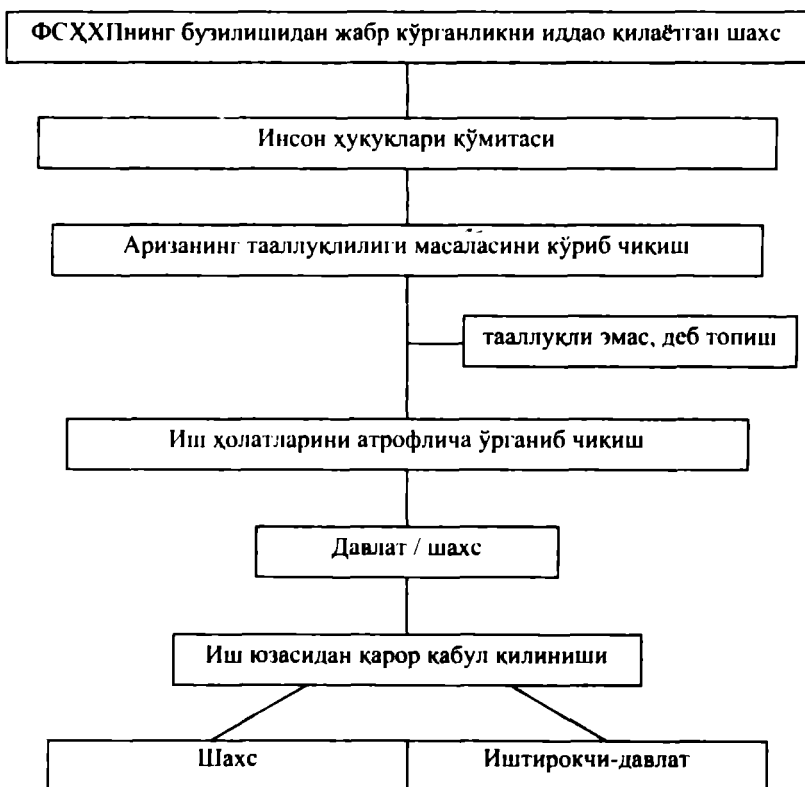 ФСҲХПнинг бузилишидан жабр кўрганликни иддао қилаётган шахс
Инсон ҳуқуқлари қўмитаси
Аризанинг тааллуқлилиги масаласини кўриб чиқиш
тааллуқли эмас, деб топиш
Иш ҳолатларини атрофлича ўрганиб чиқиш
Давлат / шахс
Иш юзасидан қарор қабул қилиниши
Шахс
Иштирокчи-давлат